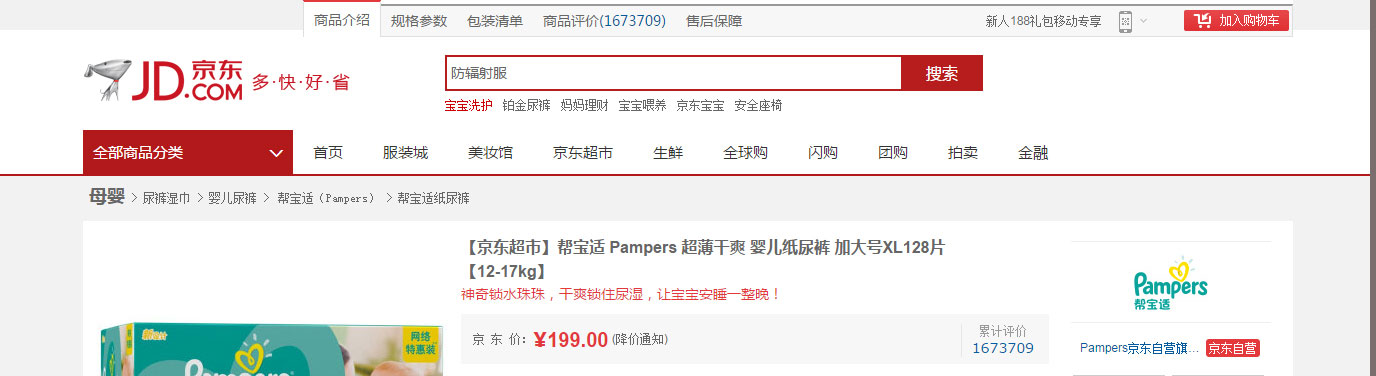 商品介绍 规格参数 包装清单 商品评价(1673709) 售后保障 新人188礼包移动专享 加入购物车
JD 京东
.COM
多·快·好·省
防辐射服 搜索
宝宝洗护 铂金尿裤 妈妈理财 宝宝喂养 京东宝宝 安全座椅
全部商品分类 首页 服装城 美妆馆 京东超市 生鲜 全球购 闪购 团购 拍卖 金融
母婴 > 尿裤湿巾 > 婴儿尿裤 > 帮宝适（Pampers） > 帮宝适纸尿裤
【京东超市】帮宝适 Pampers 超薄干爽 婴儿纸尿裤 加大号XL128片
【12-17kg】
神奇锁水珠珠，干爽锁住尿湿，让宝宝安睡一整晚！
京 东 价： ¥199.00 (降价通知)
累计评价
1673709
Pampers
帮宝适
Pampers京东自营旗... 京东自营
网络
特惠装
Pampers